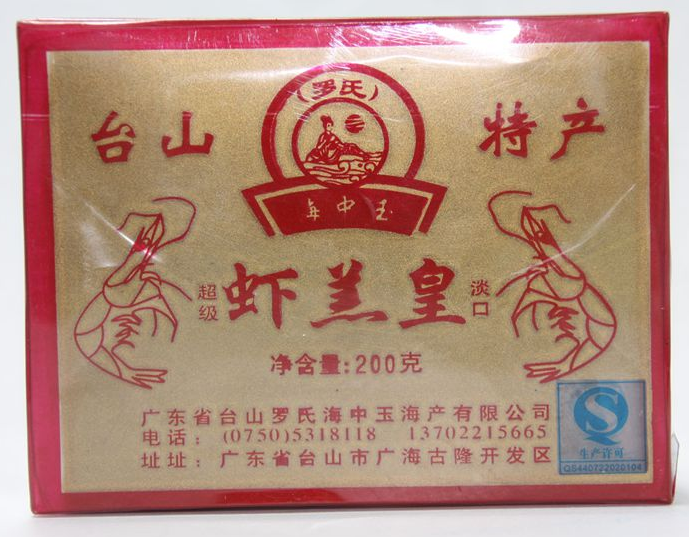 台山
（罗氏）
特产
海中玉
超级
虾羔皇
淡口
净含量:200克
广东省台山罗氏海中玉海产有限公司
电话：(0750)5318118 13702215665
址址：广东省台山市广海古隆开发区
QS
生产许可
QS440722020104